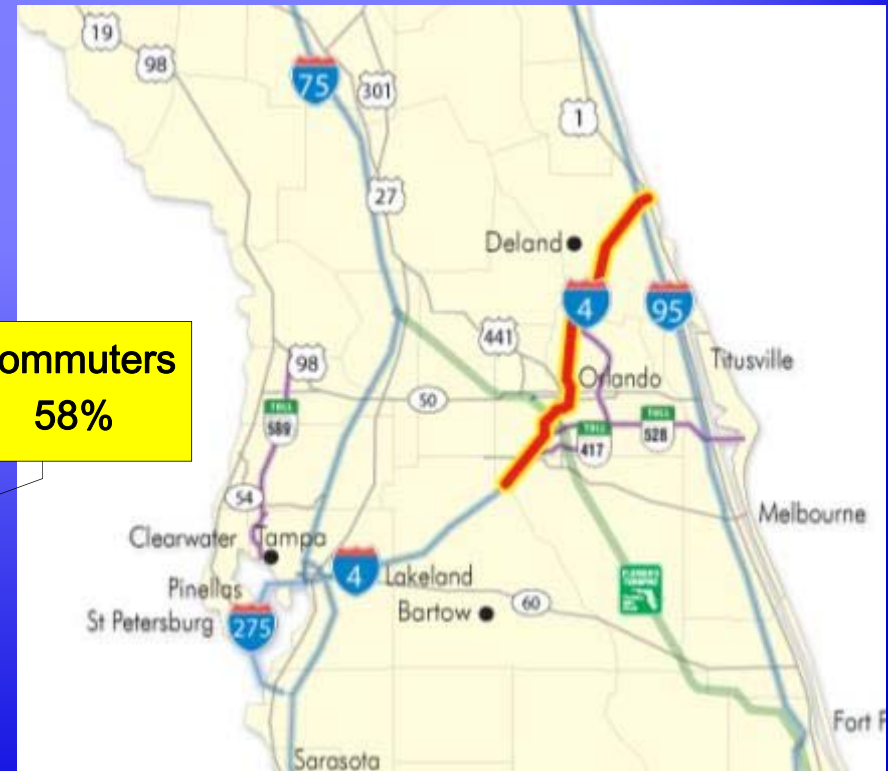 19
98
75
301
1
27
Deland
4
95
441
Titusville
ommuters
58%
98
Orlando
50
TOLL
589
TOLL
417
TOLL
528
54
Melbourne
Clearwater Tampa
4
Lakeland
Pinellas
Bartow
60
St Petersburg
275
Fort P
Sarasota